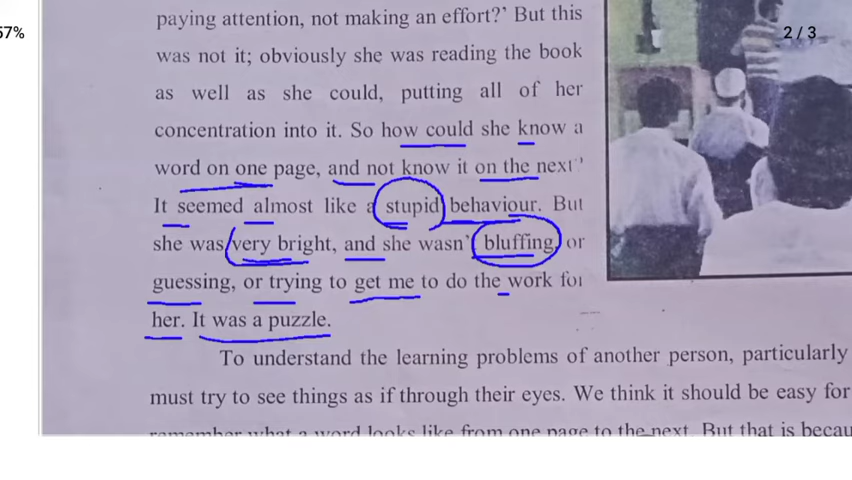 57%
2 / 3
paying attention, not making an effort?' But this
was not it; obviously she was reading the book
as well as she could, putting all of her
concentration into it. So how could she know a
word on one page, and not know it on the next
It seemed almost like a stupid behaviour. But
she was very bright, and she wasn' bluffing or
guessing, or trying to get me to do the work for
her. It was a puzzle.
To understand the learning problems of another person, particularly
must try to see things as if through their eyes. We think it should be easy for
remember what a word looks like from one page to the next. But that is becau